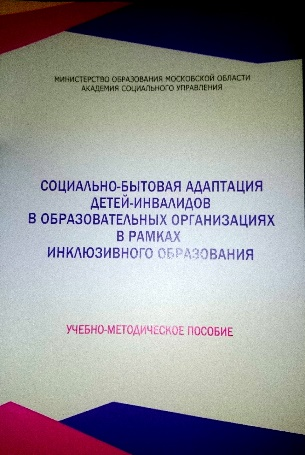 МИНИСТЕРСТВО ОБРАЗОВАНИЯ МОСКОВСКОЙ ОБЛАСТИ
АКАДЕМИЯ СОЦИАЛЬНОГО УПРАВЛЕНИЯ
СОЦИАЛЬНО-БЫТОВАЯ АДАПТАЦИЯ
ДЕТЕЙ-ИНВАЛИДОВ
В ОБРАЗОВАТЕЛЬНЫХ ОРГАНИЗАЦИЯХ
В РАМКАХ
ИНКЛЮЗИВНОГО ОБРАЗОВАНИЯ
УЧЕБНО-МЕТОДИЧЕСКОЕ ПОСОБИЕ